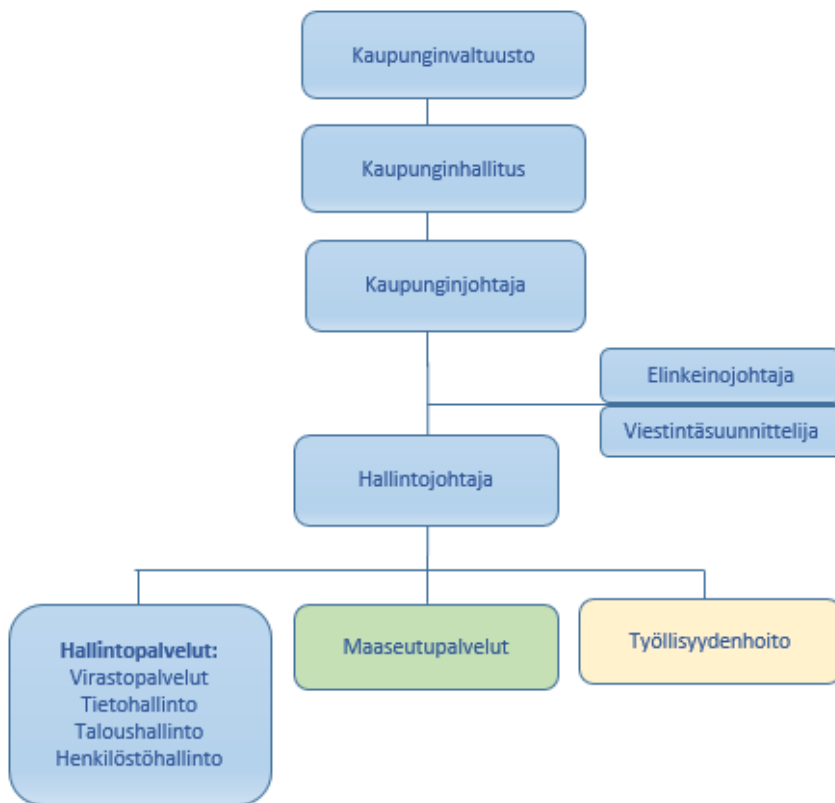 Kaupunginvaltuusto
Kaupunginhallitus
Kaupunginjohtaja
Elinkeinojohtaja
Viestintäsuunnittelija
Hallintojohtaja
Hallintopalvelut:
Virastopalvelut
Tietohallinto
Taloushallinto
Henkilöstöhallinto
Maaseutupalvelut
Työllisyydenhoito